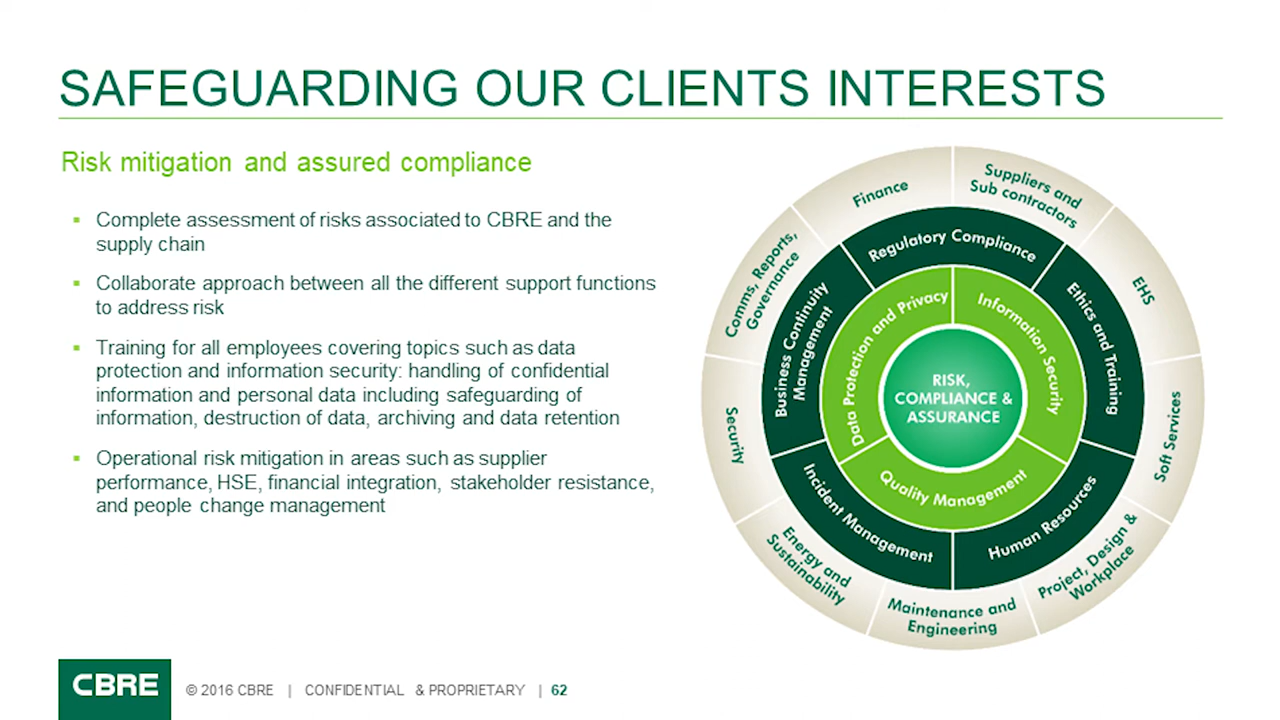 SAFEGUARDING OUR CLIENTS INTERESTS
Risk mitigation and assured compliance
Complete assessment of risks associated to CBRE and the
supply chain
Collaborate approach between all the different support functions
to address risk
Training for all employees covering topics such as data
protection and information security: handling of confidential
information and personal data including safeguarding of
information, destruction of data, archiving and data retention
Operational risk mitigation in areas such as supplier
performance, HSE, financial integration, stakeholder resistance,
and people change management
Finance
Suppliers and
Sub contractors
EHS
Soft Services
Project, Design &
Workplace
Maintenance and
Engineering
Energy and
Sustainability
Security
Comms, Reports,
Governance
Regulatory Compliance
Ethics and Training
Human Resources
Incident Management
Business Continuity
Management
Data Protection and Privacy
Information Security
Quality Management
RISK,
COMPLIANCE &
ASSURANCE
CBRE
© 2016 CBRE | CONFIDENTIAL & PROPRIETARY | 62